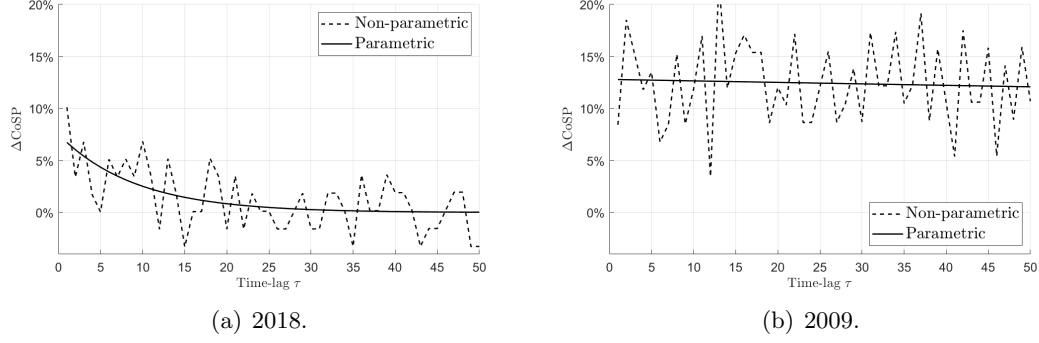 20%
15%
10%
5%
0%
ΔCoSP
0 5 10 15 20 25 30 35 40 45 50
Time-lag τ
Non-parametric
Parametric
(a) 2018.
20%
15%
10%
5%
0%
ΔCoSP
0 5 10 15 20 25 30 35 40 45 50
Time-lag τ
Non-parametric
Parametric
(b) 2009.